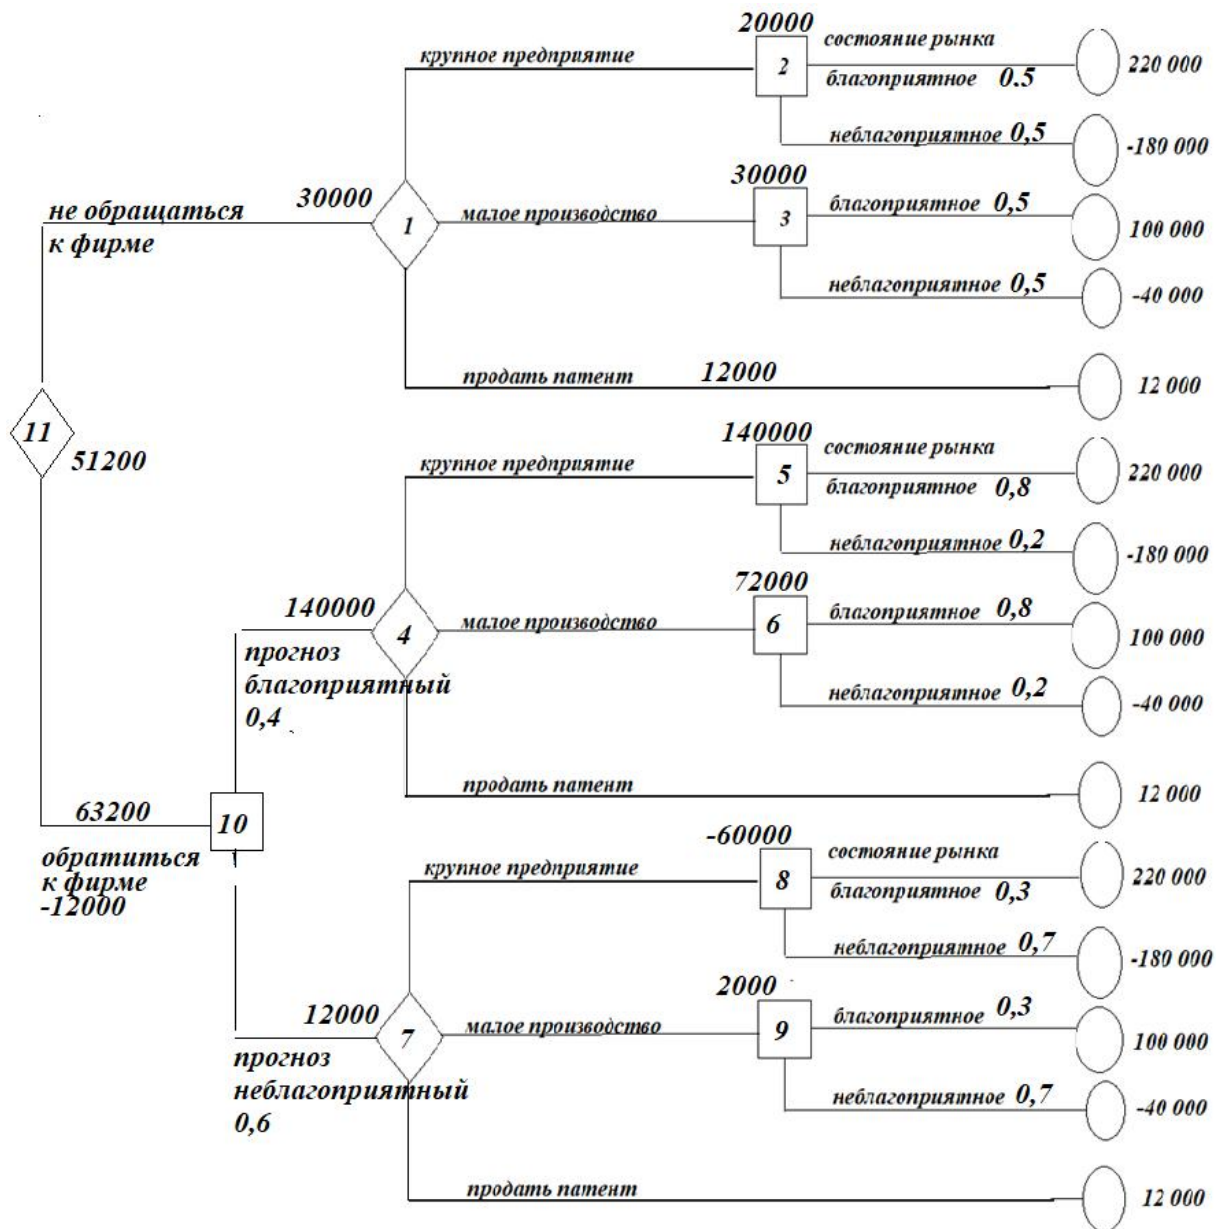 20000
состояние рынка
крупное предприятие
2
благоприятное 0.5
220 000
неблагоприятное 0,5
-180 000
30000
не обращаться
к фирме
30000
1
малое производство
3
благоприятное 0,5
100 000
неблагоприятное 0,5
-40 000
продать патент 12000
12 000
11
51200
140000
состояние рынка
крупное предприятие
5
благоприятное 0,8
220 000
неблагоприятное 0,2
-180 000
72000
140000
4
малое производство
6
благоприятное 0,8
100 000
прогноз
благоприятный
0,4
неблагоприятное 0,2
-40 000
продать патент
12 000
63200
10
обратиться
к фирме
-12000
-60000
состояние рынка
крупное предприятие
8
благоприятное 0,3
220 000
неблагоприятное 0,7
-180 000
2000
12000
7
малое производство
9
благоприятное 0,3
100 000
прогноз
неблагоприятный
0,6
неблагоприятное 0,7
-40 000
продать патент
12 000